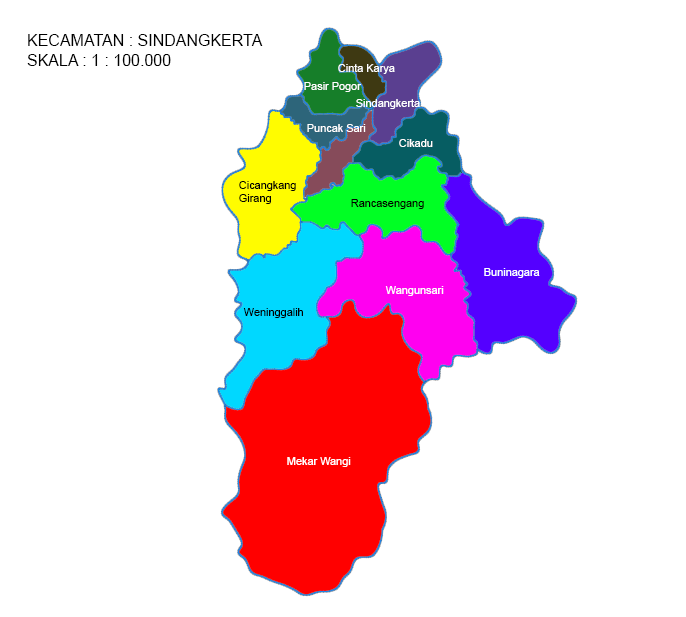 KECAMATAN : SINDANGKERTA
SKALA : 1 : 100.000
Cinta Karya
Pasir Pogor
Sindangkerta
Puncak Sari
Cikadu
Cicangkang
Girang
Rancasengang
Buninagara
Wangunsari
Weninggalih
Mekar Wangi